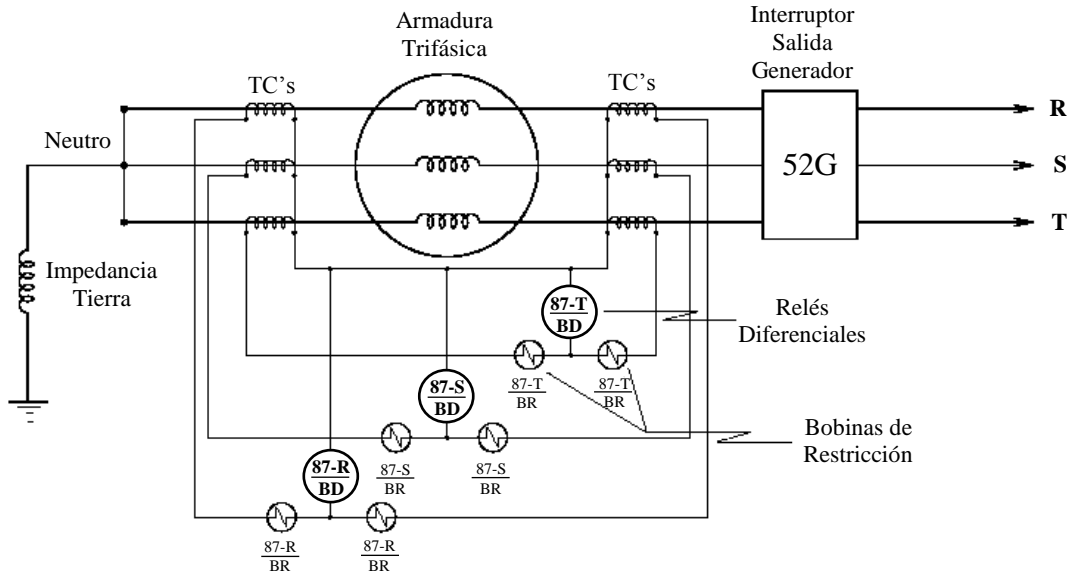 Armadura
Trifásica
Interruptor
Salida
Generador
TC's
TC's
R
Neutro
52G
S
T
Impedancia
Tierra
87-T
BD
Relés
Diferenciales
87-T
BR
87-T
BR
87-S
BD
Bobinas de
Restricción
87-S
BR
87-S
BR
87-R
BD
87-R
BR
87-R
BR